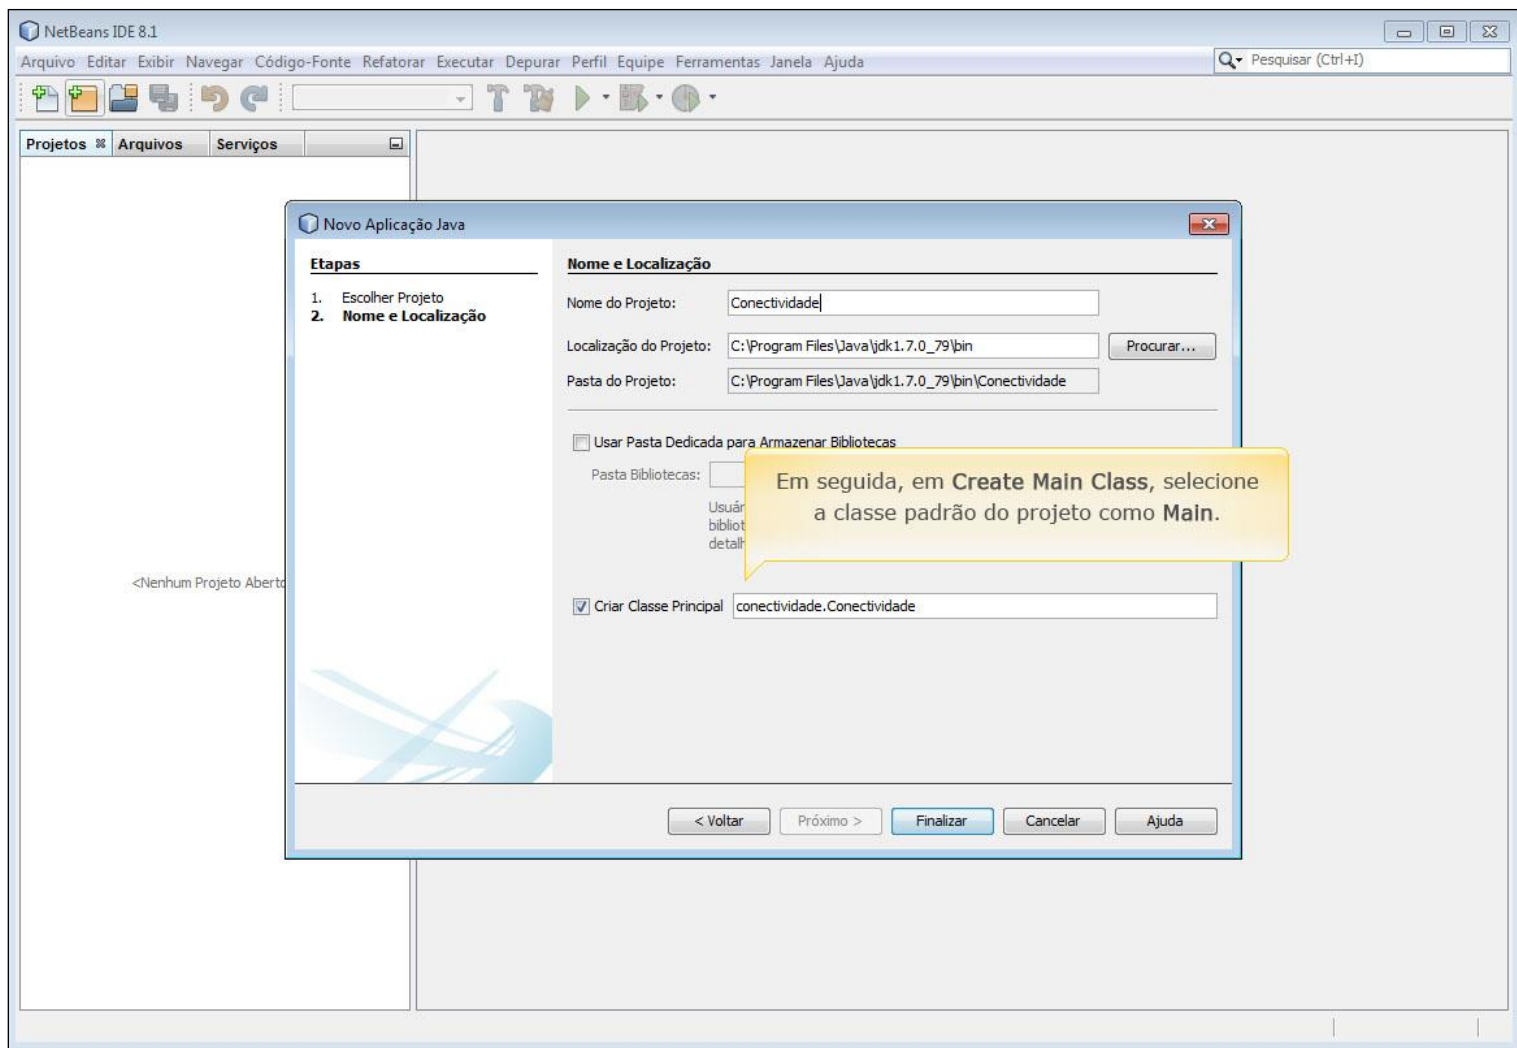 NetBeans IDE 8.1
Arquivo Editar Exibir Navegar Código-Fonte Refatorar Executar Depurar Perfil Equipe Ferramentas Janela Ajuda
Pesquisar (Ctrl+I)
Projetos Arquivos Serviços
Novo Aplicação Java
Etapas
1. Escolher Projeto
2. Nome e Localização
Nome e Localização
Nome do Projeto: Conectividade
Localização do Projeto: C:\Program Files\Java\jdk1.7.0_79\bin Procurar...
Pasta do Projeto: C:\Program Files\Java\jdk1.7.0_79\bin\Conectividade
Usar Pasta Dedicada para Armazenar Bibliotecas
Pasta Bibliotecas:
Em seguida, em Create Main Class, selecione
a classe padrão do projeto como Main.
<Nenhum Projeto Aberto
Criar Classe Principal conectividade.Conectividade
< Voltar Próximo > Finalizar Cancelar Ajuda